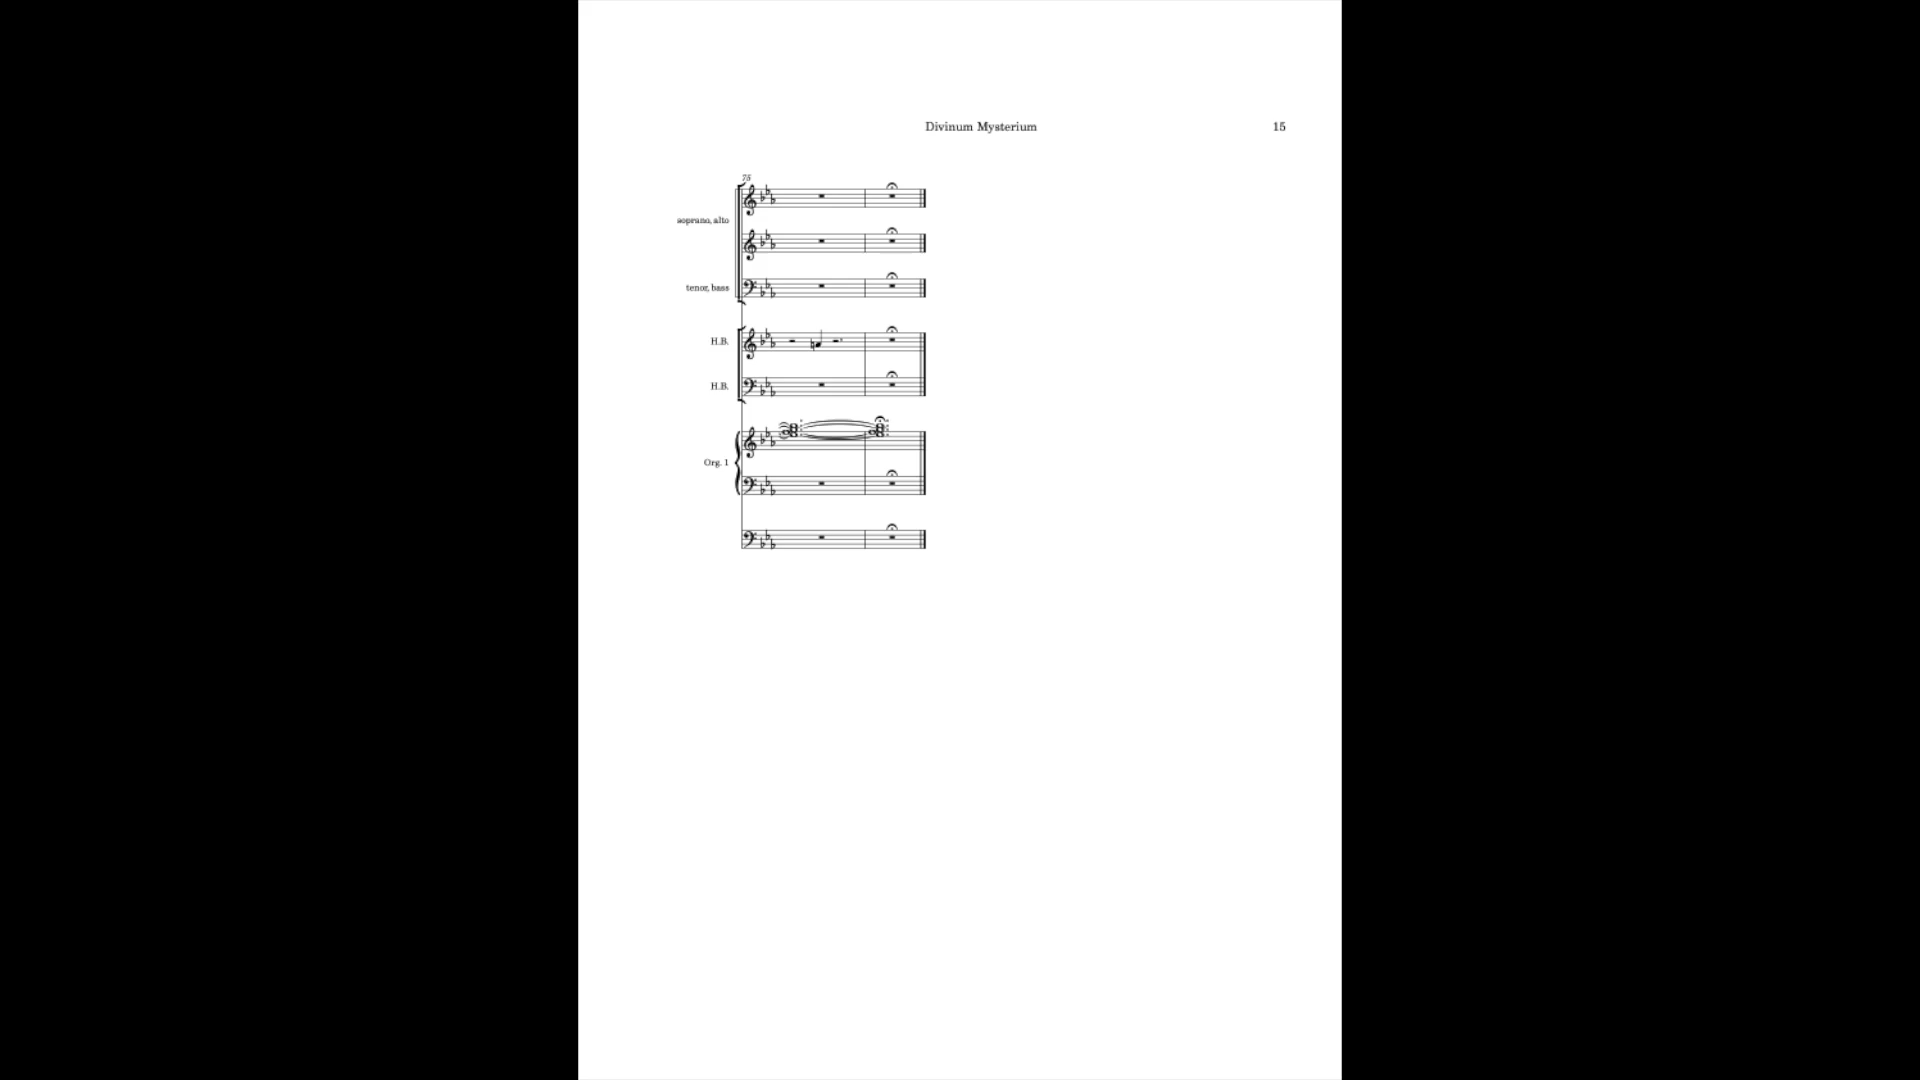 Divinum Mysterium 15
75
soprano, alto
tenor, bass
H.B.
H.B.
Org. 1